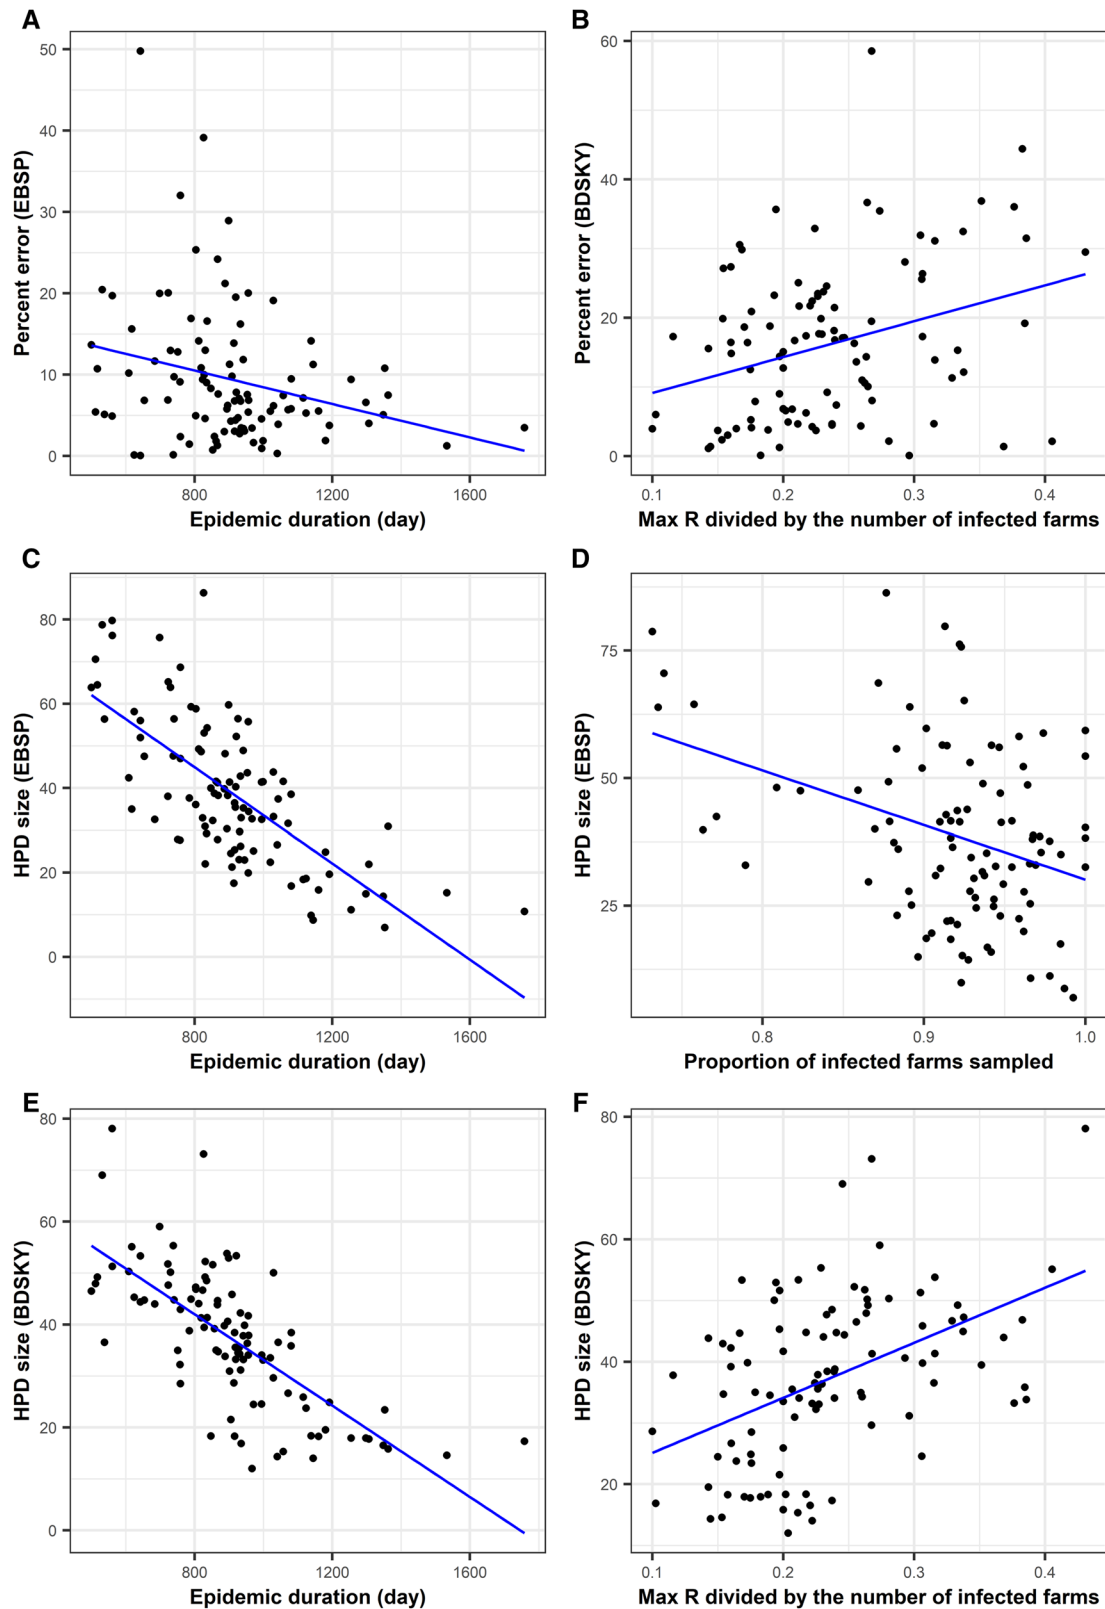 A
B
50
40
30
20
10
0
Percent error (EBSP)
800
1200
1600
Epidemic duration (day)
60
40
20
0
Percent error (BDSKY)
0.1
0.2
0.3
0.4
Max R divided by the number of infected farms
C
D
80
60
40
20
0
HPD size (EBSP)
800
1200
1600
Epidemic duration (day)
75
50
25
HPD size (EBSP)
0.8
0.9
1.0
Proportion of infected farms sampled
E
F
80
60
40
20
0
HPD size (BDSKY)
800
1200
1600
Epidemic duration (day)
80
60
40
20
HPD size (BDSKY)
0.1
0.2
0.3
0.4
Max R divided by the number of infected farms